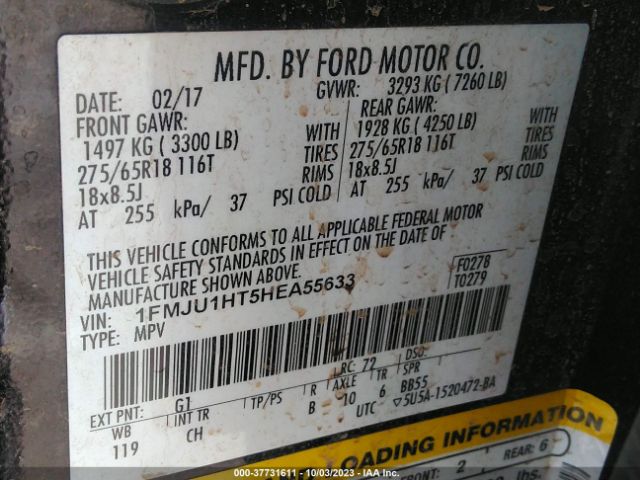 MFD. BY FORD MOTOR CO.
DATE: 02/17
GVWR: 3293 KG ( 7260 LB)
FRONT GAWR:
REAR GAWR:
1497 KG ( 3300 LB) WITH
1928 KG ( 4250 LB) WITH
275/65R18 116T TIRES
275/65R18 116T TIRES
18x8.5J RIMS
18x8.5J RIMS
AT 255 kPa/ 37 PSI COLD
AT 255 kPa/ 37 PSI COLD
THIS VEHICLE CONFORMS TO ALL APPLICABLE FEDERAL MOTOR
VEHICLE SAFETY STANDARDS IN EFFECT ON THE DATE OF
MANUFACTURE SHOWN ABOVE.
VIN: 1FMJU1HT5HEA55633
F0278
T0279
TYPE: MPV
LRC: 72 DSO:
EXT PNT: G1
WB INT TR TP/PS R AXLE TR SPR
119 CH B 10 6 BB55
UTC ▽5U5A-1520472-BA
LOADING INFORMATION
FRONT: 2 REAR: 6
lbs.
© COPART: 37731611 - 10/03/2023 - IAA Inc.